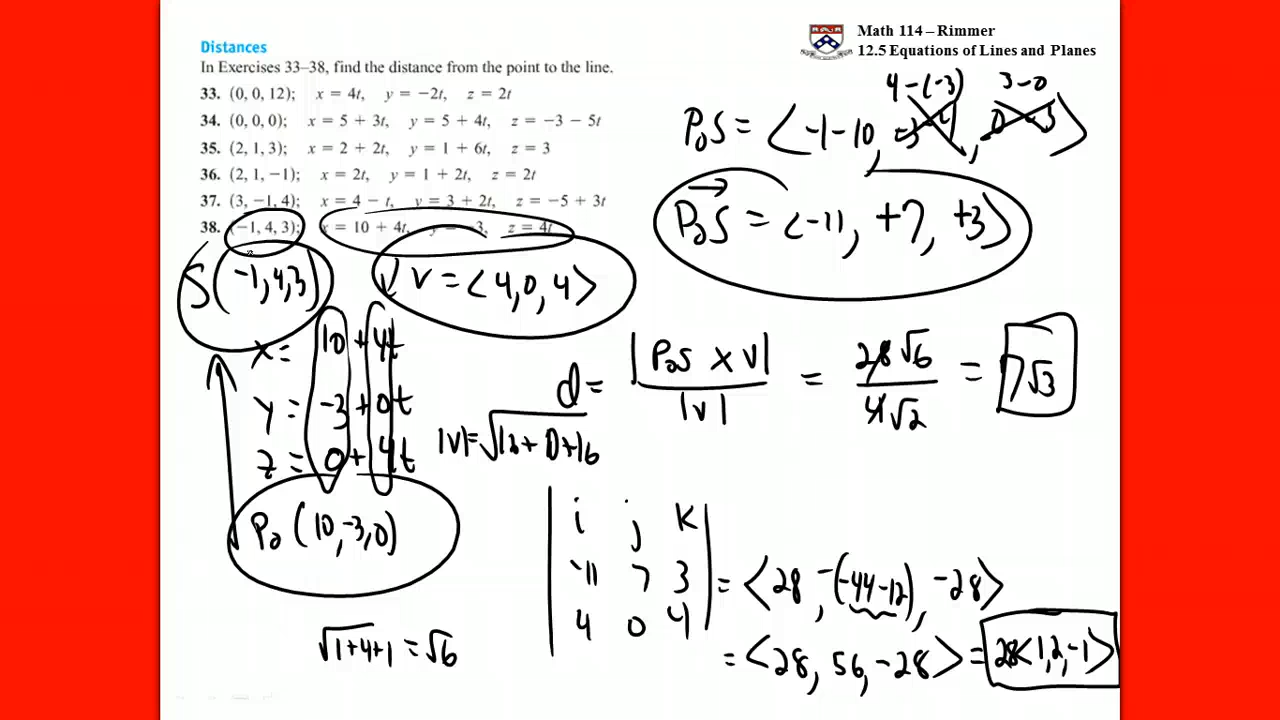 Math 114 – Rimmer
12.5 Equations of Lines and Planes
Distances
In Exercises 33–38, find the distance from the point to the line.
33. (0, 0, 12); x = 4t, y = −2t, z = 2t
34. (0, 0, 0); x = 5 + 3t, y = 5 + 4t, z = −3 − 5t
35. (2, 1, 3); x = 2 + 2t, y = 1 + 6t, z = 3
36. (2, 1, −1); x = 2t, y = 1 + 2t, z = 2t
37. (3, −1, 4); x = 4 − t, y = 3 + 2t, z = −5 + 3t
38. (−1, 4, 3); x = 10 + 4t, y = −3, z = 4t
4-(-3) 3-0
P₀S = <-1-10, , >
P₀S = <-11, +7, +3>
S(-1,4,3)
V = <4,0,4>
x = 10 + 4t
y = -3 + 0t
z = 0 + 4t
P₀(10,-3,0)
d = |P₀S × V| / |V| = 28√6 / 4√2 = 7√3
|V| = √16+0+16
i j k
-11 7 3
4 0 4
= <28, -(-44-12), -28>
= <28, 56, -28> = 28<1,2,-1>
√1+4+1 = √6